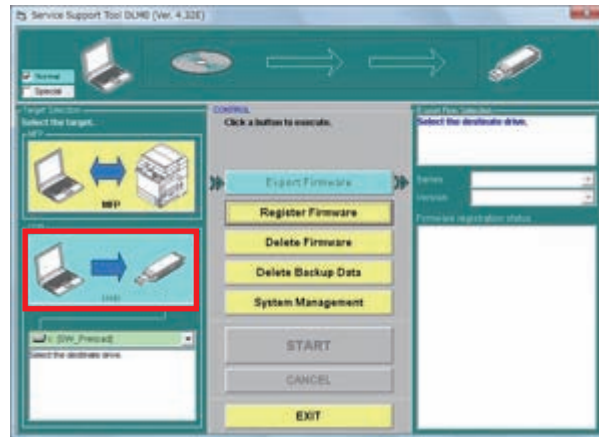 Service Support Tool DLM0 (Ver. 4.32E)
Normal
Special
Target Selection
Select the target.
MFP
MFP
USB
USB
c: [SW_Preload]
Select the destinate drive.
CONTROL
Click a button to execute.
Export Firmware
Register Firmware
Delete Firmware
Delete Backup Data
System Management
START
CANCEL
EXIT
Select the destinate drive.
Series
Version
Firmware registration status